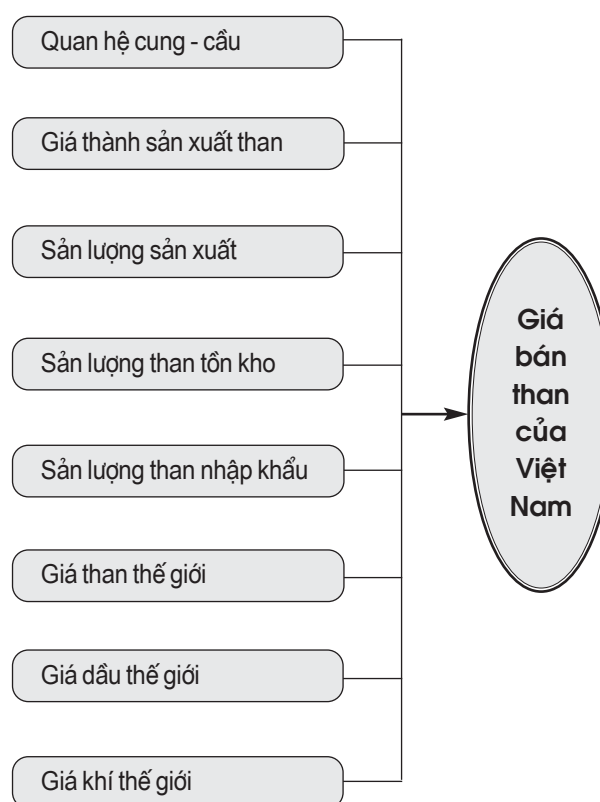 Quan hệ cung - cầu
Giá thành sản xuất than
Sản lượng sản xuất
Sản lượng than tồn kho
Sản lượng than nhập khẩu
Giá than thế giới
Giá dầu thế giới
Giá khí thế giới
Giá
bán
than
của
Việt
Nam